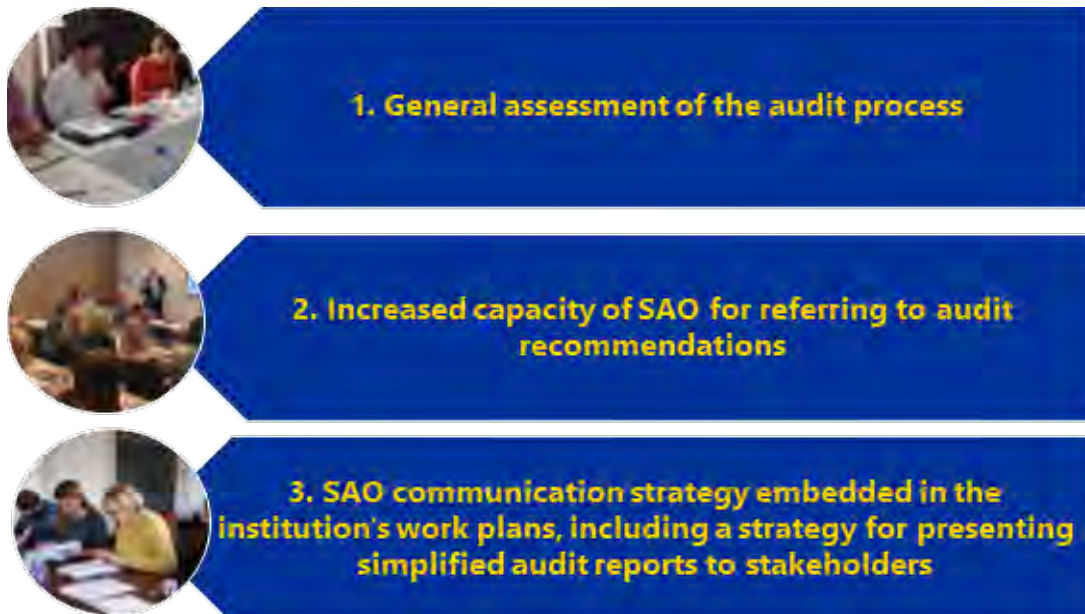 1. General assessment of the audit process
2. Increased capacity of SAO for referring to audit
recommendations
3. SAO communication strategy embedded in the
institution's work plans, including a strategy for presenting
simplified audit reports to stakeholders